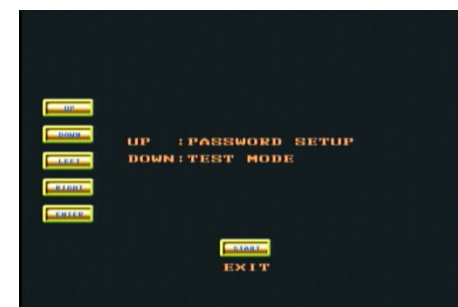 UP
DOWN
UP :PASSWORD SETUP
DOWN:TEST MODE
LEFT
RIGHT
ENTER
START
EXIT